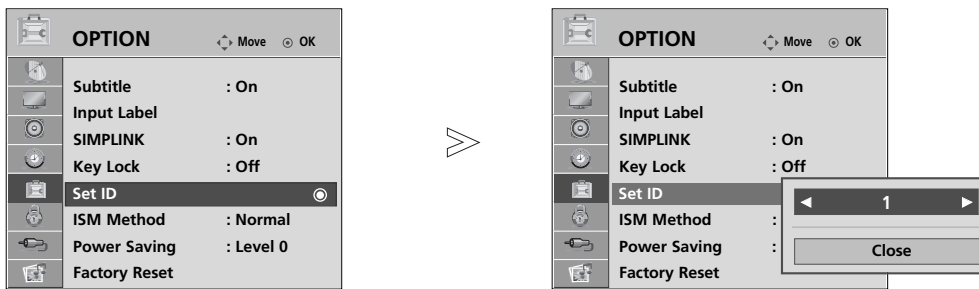 OPTION Move OK
Subtitle : On
Input Label
SIMPLINK : On
Key Lock : Off
Set ID
ISM Method : Normal
Power Saving : Level 0
Factory Reset
OPTION Move OK
Subtitle : On
Input Label
SIMPLINK : On
Key Lock : Off
Set ID
ISM Method :
Power Saving :
Factory Reset
◄ 1 ►
Close